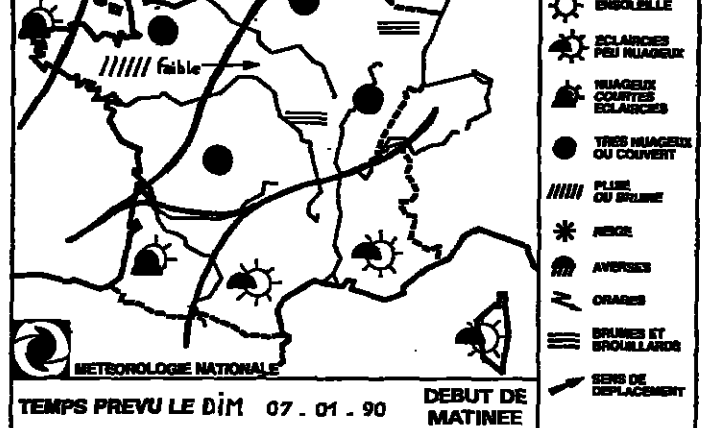 faible
METEOROLOGIE NATIONALE
TEMPS PREVU LE DiM 07-01-90
DEBUT DE
MATINEE
ENSOLEILLE
ECLAIRCIES
PEU NUAGEUX
NUAGEUX
COURTES
ECLAIRCIES
TRES NUAGEUX
OU COUVERT
PLUIE
OU BRUINE
NEIGE
AVERSES
ORAGES
BRUMES ET
BROUILLARDS
SENS DE
DEPLACEMENT